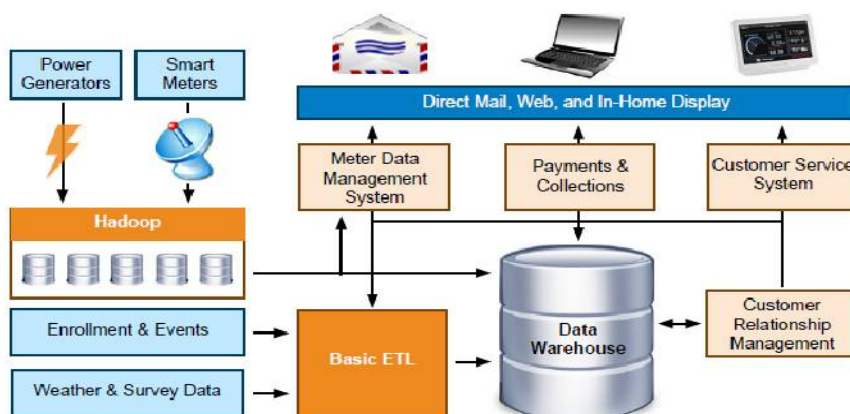 Power
Generators
Smart
Meters
Direct Mail, Web, and In-Home Display
Meter Data
Management
System
Payments &
Collections
Customer Service
System
Hadoop
Enrollment & Events
Weather & Survey Data
Basic ETL
Data
Warehouse
Customer
Relationship
Management